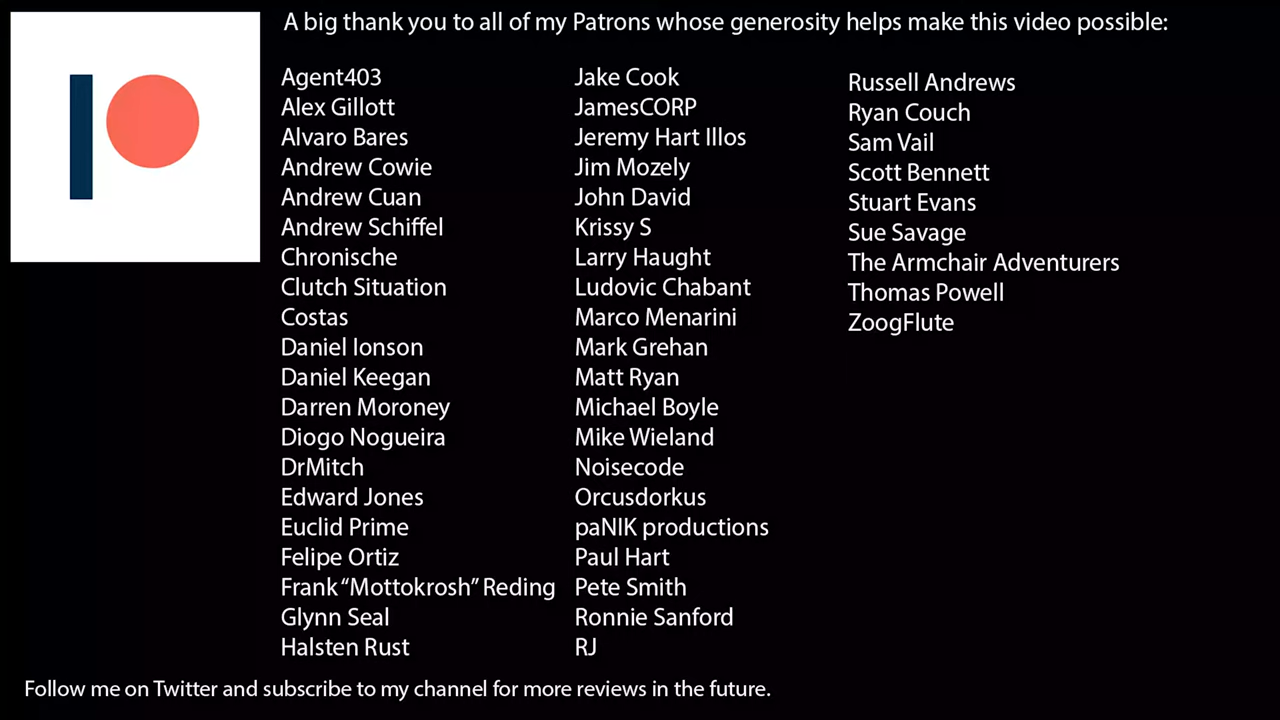 A big thank you to all of my Patrons whose generosity helps make this video possible:
Agent403
Alex Gillott
Alvaro Bares
Andrew Cowie
Andrew Cuan
Andrew Schiffel
Chronische
Clutch Situation
Costas
Daniel Ionson
Daniel Keegan
Darren Moroney
Diogo Nogueira
DrMitch
Edward Jones
Euclid Prime
Felipe Ortiz
Frank “Mottokrosh” Reding
Glynn Seal
Halsten Rust
Jake Cook
JamesCORP
Jeremy Hart Illos
Jim Mozely
John David
Krissy S
Larry Haught
Ludovic Chabant
Marco Menarini
Mark Grehan
Matt Ryan
Michael Boyle
Mike Wieland
Noisecode
Orcusdorkus
paNIK productions
Paul Hart
Pete Smith
Ronnie Sanford
RJ
Russell Andrews
Ryan Couch
Sam Vail
Scott Bennett
Stuart Evans
Sue Savage
The Armchair Adventurers
Thomas Powell
ZoogFlute
Follow me on Twitter and subscribe to my channel for more reviews in the future.